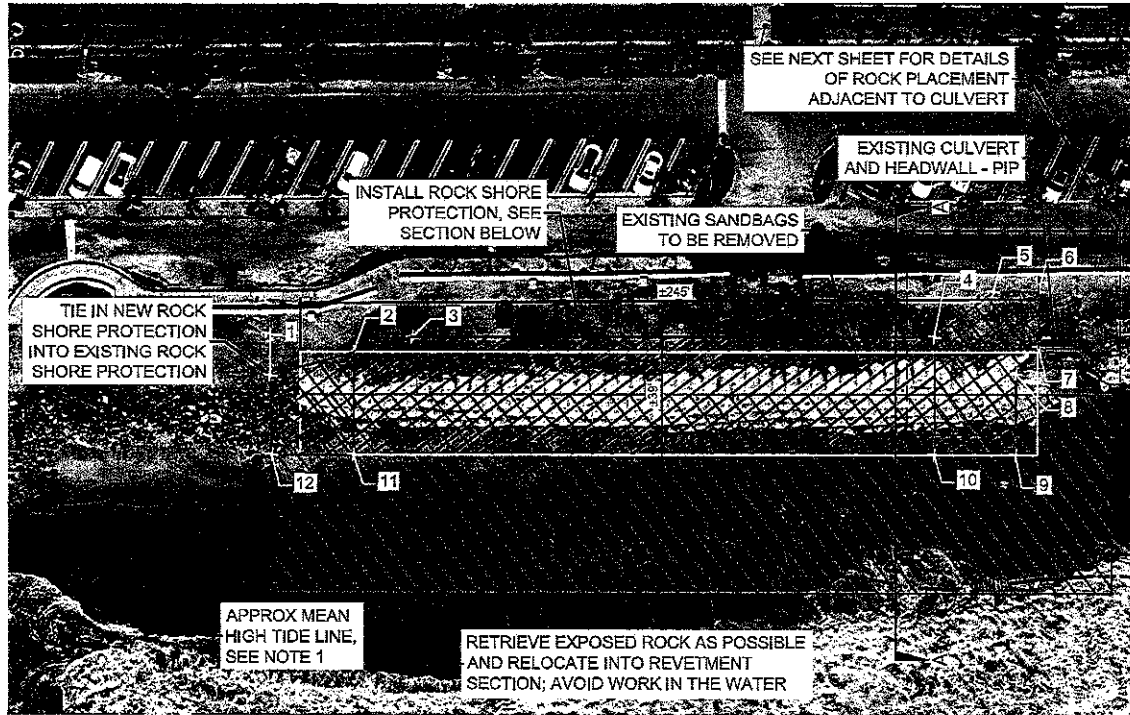 SEE NEXT SHEET FOR DETAILS
OF ROCK PLACEMENT
ADJACENT TO CULVERT
EXISTING CULVERT
AND HEADWALL - PIP
INSTALL ROCK SHORE
PROTECTION, SEE
SECTION BELOW
EXISTING SANDBAGS
TO BE REMOVED
A
±245'
TIE IN NEW ROCK
SHORE PROTECTION
INTO EXISTING ROCK
SHORE PROTECTION
1
2
3
4
5
6
7
8
9
10
11
12
APPROX MEAN
HIGH TIDE LINE,
SEE NOTE 1
RETRIEVE EXPOSED ROCK AS POSSIBLE
AND RELOCATE INTO REVETMENT
SECTION; AVOID WORK IN THE WATER